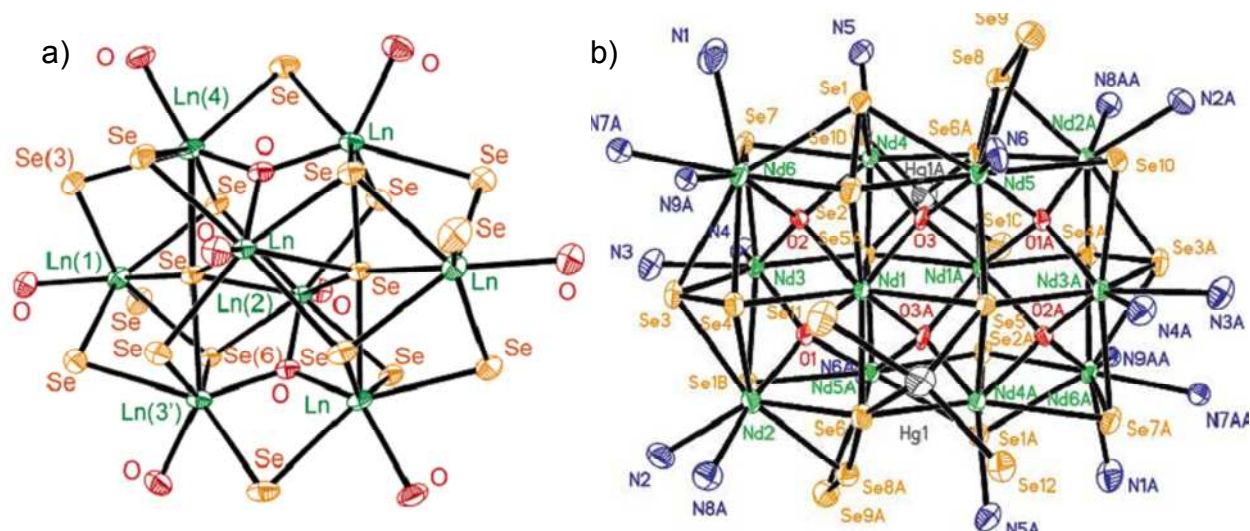 a)
O
O
Se
Ln(4)
Ln
Se(3)
Se
O
Se
Se
Se
Se
Se
O
Ln
Ln(1)
Se
Se
O
Ln(2)
O
Ln
O
Se
Se
Se(6)
Se
Se
Se
O
Ln(3')
Ln
O
Se
O
b)
N1
N5
Se9
Se8
Se1
N8AA
N2A
N7A
Se7
Se1D
Nd4
Se6A
N6
Nd2A
Se10
Nd6
Hg1A
Nd5
N9A
Se2
N4
O2
Se5A
O3
Se1C
O1A
Se4A
Se3A
N3
Nd3
Nd1
Nd1A
Nd3A
Se3
Se4
Se11
O3A
Se5
O2A
N4A
N3A
O1
N6A
Se2A
N9AA
Se1B
Nd5A
Nd4A
Nd6A
N7AA
Nd2
Se6
Hg1
Se1A
Se7A
N2
N8A
Se8A
Se12
N1A
Se9A
N5A